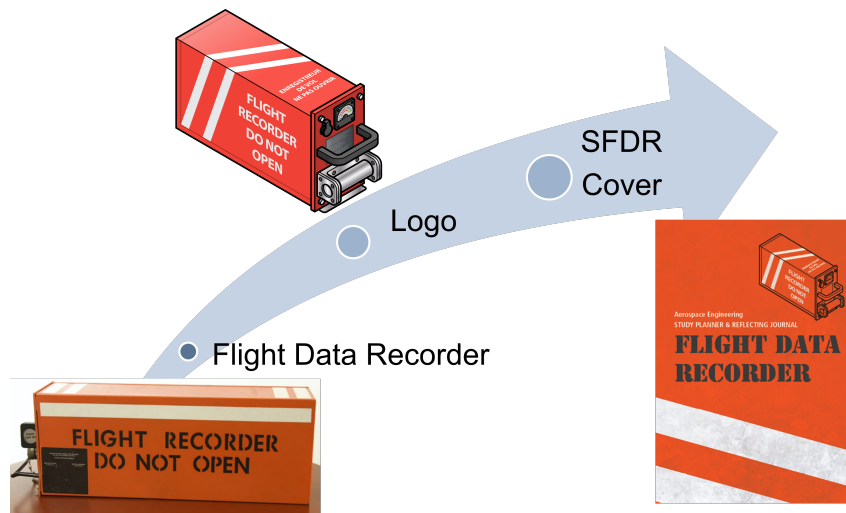 ENREGISTREUR
DE VOL
NE PAS OUVRIR
FLIGHT
RECORDER
DO NOT
OPEN
SFDR
Cover
Logo
Flight Data Recorder
FLIGHT RECORDER
DO NOT OPEN
FLIGHT
RECORDER
DO NOT
OPEN
Aerospace Engineering
STUDY PLANNER & REFLECTING JOURNAL
FLIGHT DATA
RECORDER